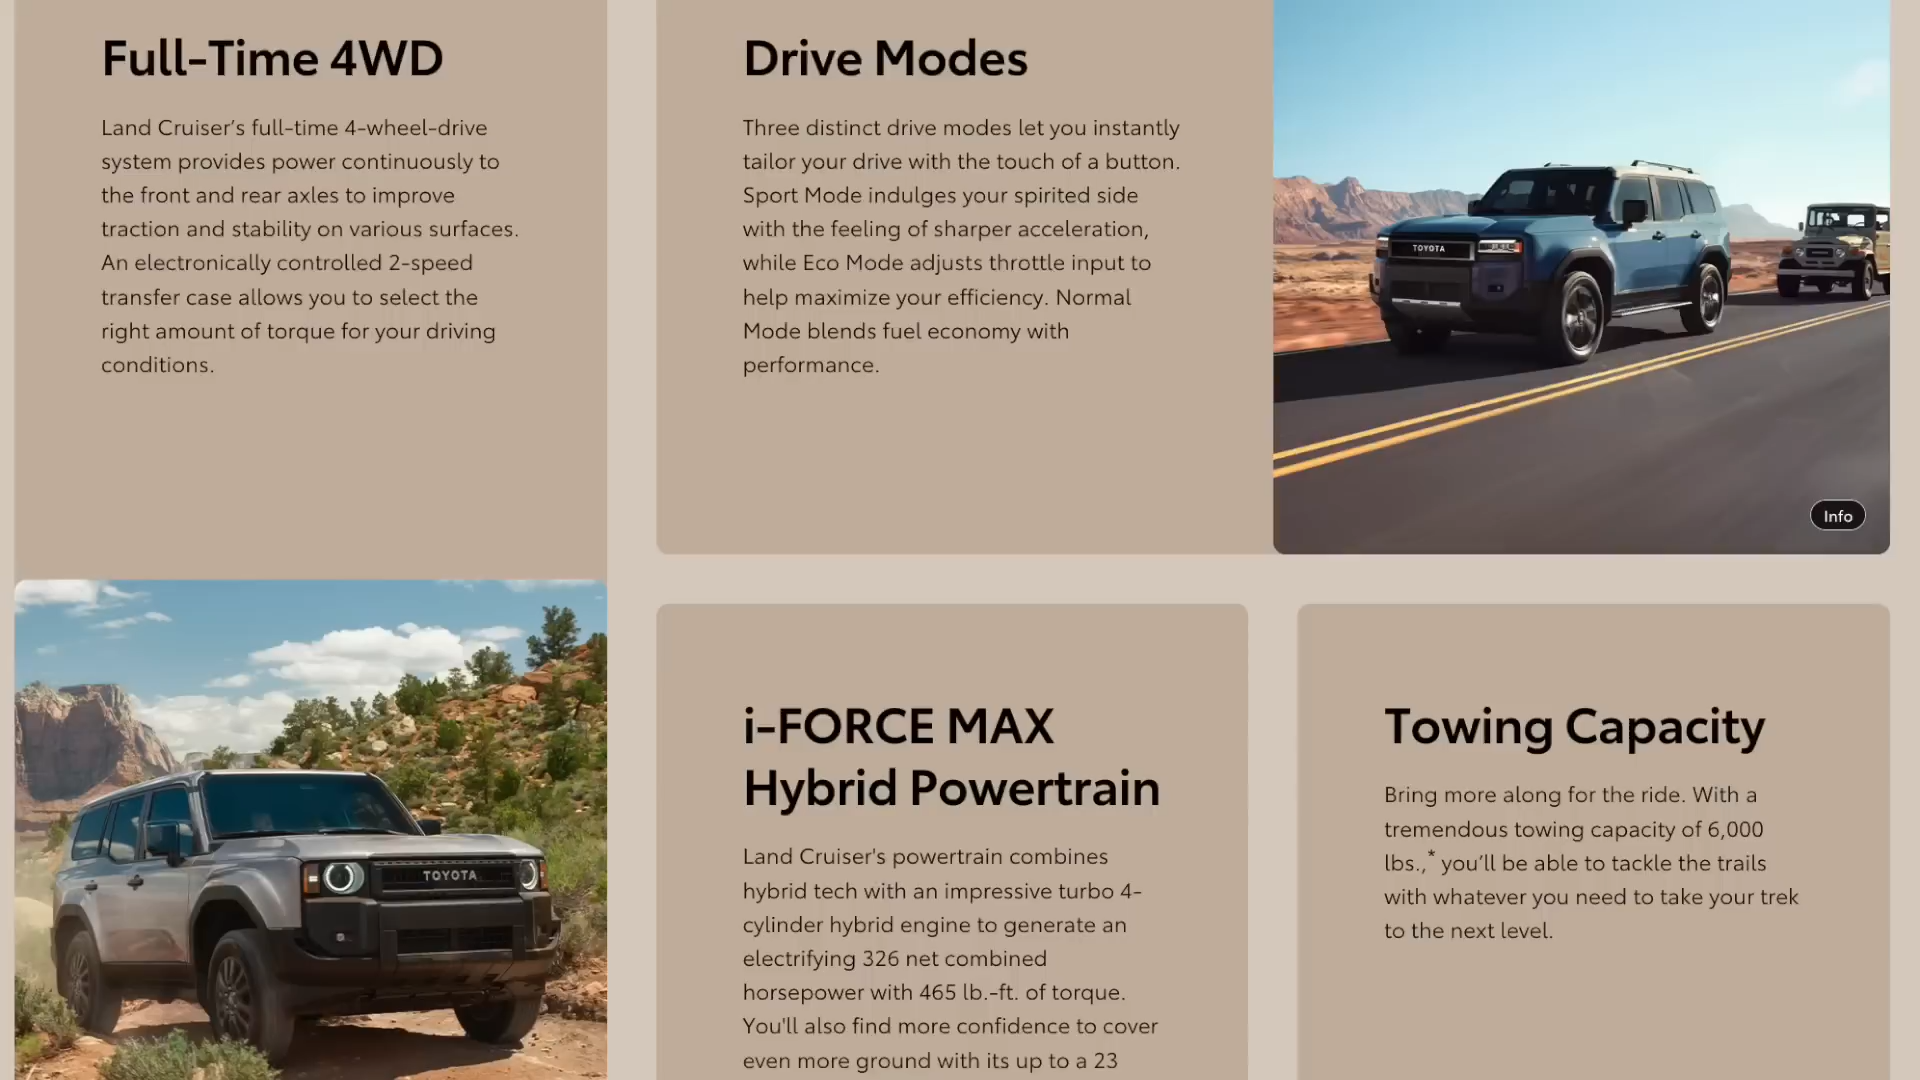 Full-Time 4WD
Land Cruiser’s full-time 4-wheel-drive
system provides power continuously to
the front and rear axles to improve
traction and stability on various surfaces.
An electronically controlled 2-speed
transfer case allows you to select the
right amount of torque for your driving
conditions.
Drive Modes
Three distinct drive modes let you instantly
tailor your drive with the touch of a button.
Sport Mode indulges your spirited side
with the feeling of sharper acceleration,
while Eco Mode adjusts throttle input to
help maximize your efficiency. Normal
Mode blends fuel economy with
performance.
TOYOTA
Info
TOYOTA
i-FORCE MAX
Hybrid Powertrain
Land Cruiser's powertrain combines
hybrid tech with an impressive turbo 4-
cylinder hybrid engine to generate an
electrifying 326 net combined
horsepower with 465 lb.-ft. of torque.
You'll also find more confidence to cover
even more ground with its up to a 23
Towing Capacity
Bring more along for the ride. With a
tremendous towing capacity of 6,000
lbs.,* you’ll be able to tackle the trails
with whatever you need to take your trek
to the next level.